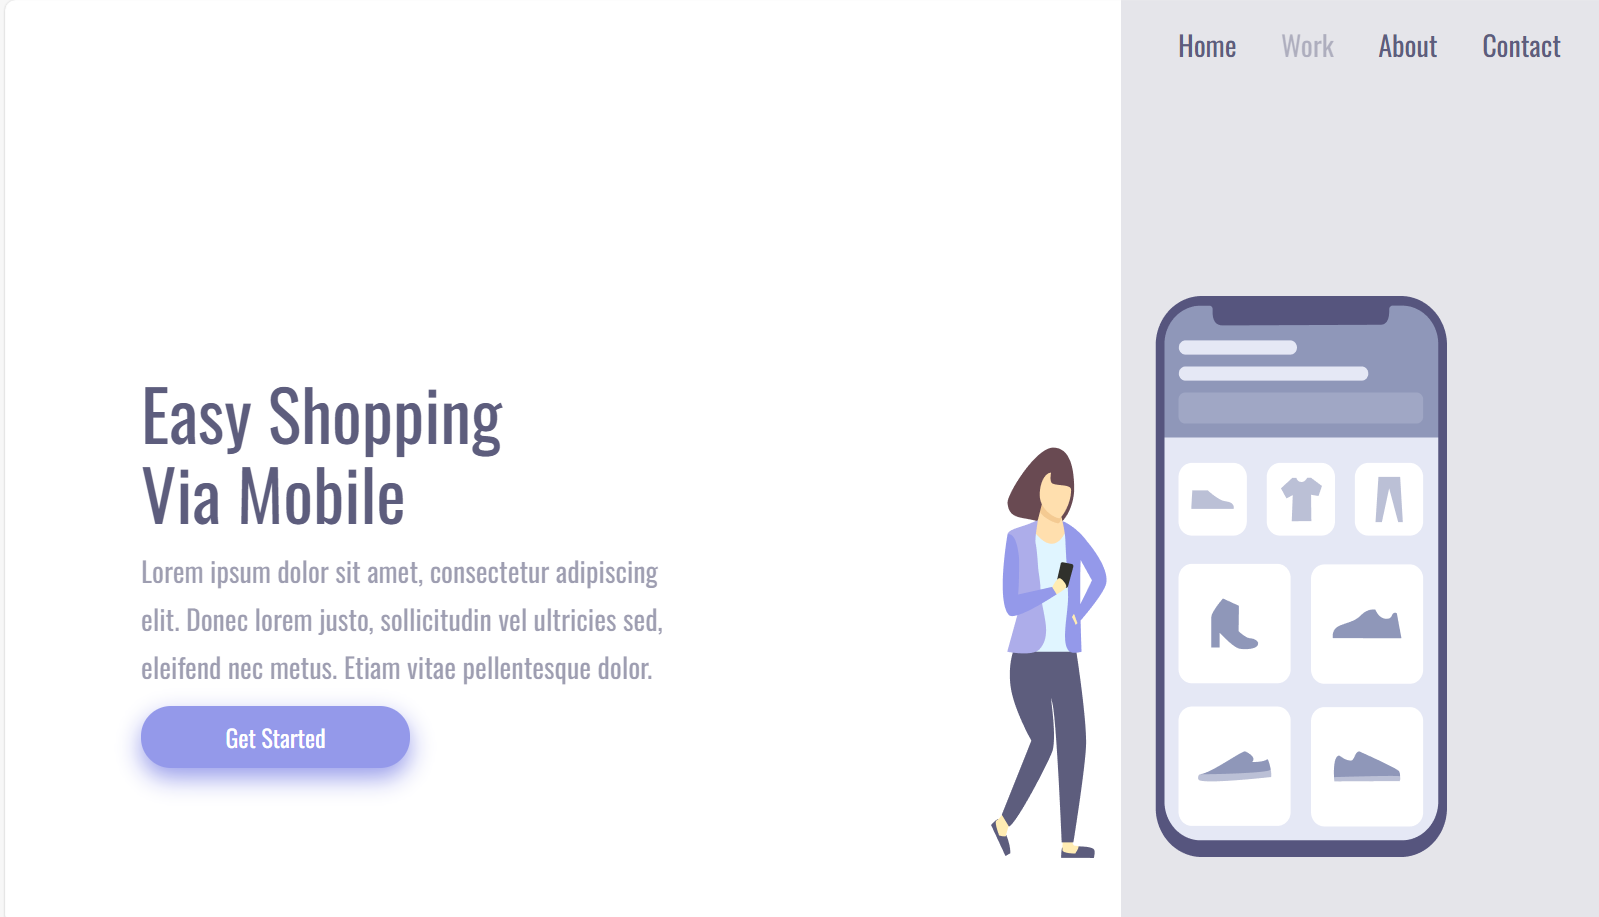 Home Work About Contact
Easy Shopping
Via Mobile
Lorem ipsum dolor sit amet, consectetur adipiscing
elit. Donec lorem justo, sollicitudin vel ultricies sed,
eleifend nec metus. Etiam vitae pellentesque dolor.
Get Started